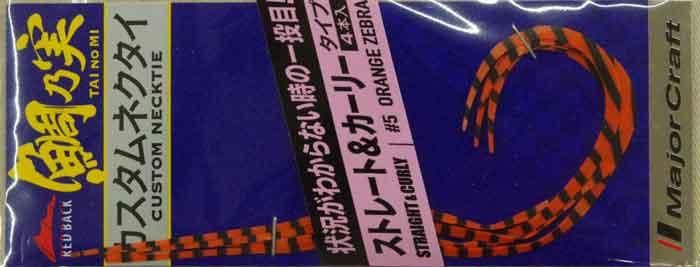 RED BACK
鯛乃実
TAI NO MI
カスタムネクタイ
CUSTOM NECKTIE
状況がわからない時の一投目!
ストレート&カーリータイプ
4本入
STRAIGHT&CURLY
#5 ORANGE ZEBRA
Major Craft